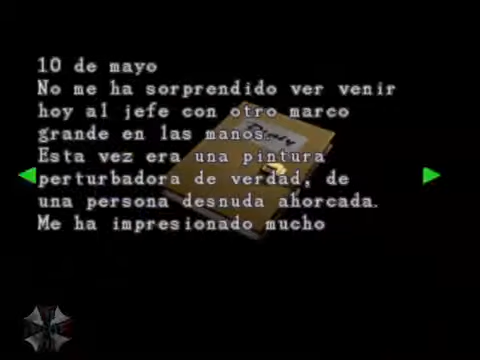 10 de mayo
No me ha sorprendido ver venir
hoy al jefe con otro marco
grande en las manos.
Esta vez era una pintura
perturbadora de verdad, de
una persona desnuda ahorcada.
Me ha impresionado mucho
Diary